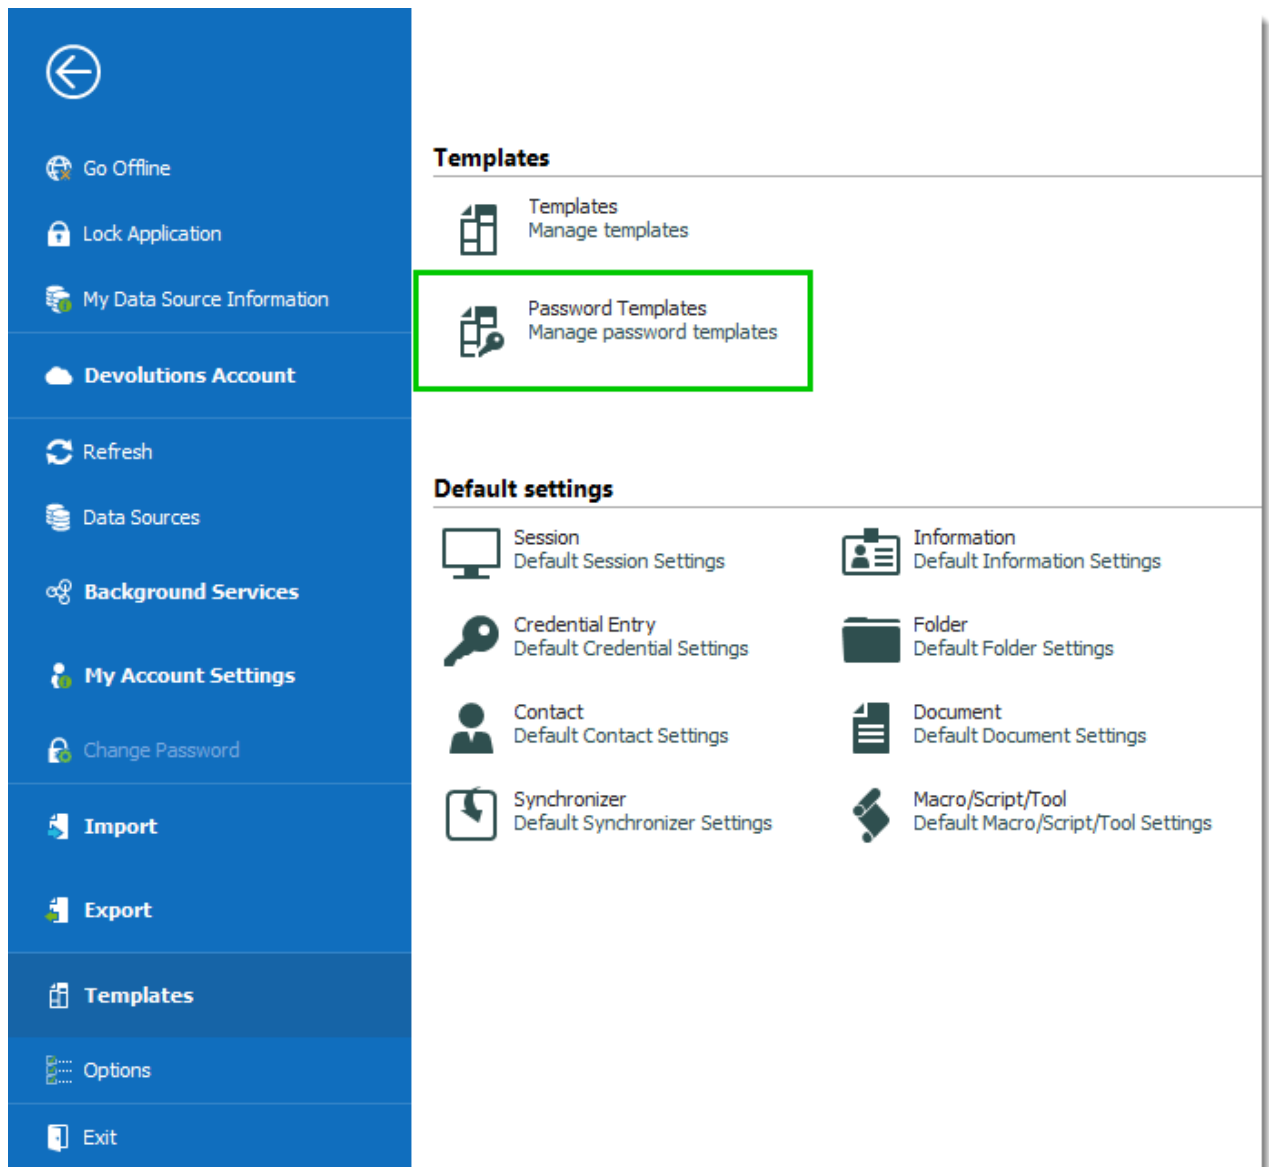 Go Offline
Lock Application
My Data Source Information
Devolutions Account
Refresh
Data Sources
Background Services
My Account Settings
Change Password
Import
Export
Templates
Options
Exit
Templates
Templates
Manage templates
Password Templates
Manage password templates
Default settings
Session
Default Session Settings
Information
Default Information Settings
Credential Entry
Default Credential Settings
Folder
Default Folder Settings
Contact
Default Contact Settings
Document
Default Document Settings
Synchronizer
Default Synchronizer Settings
Macro/Script/Tool
Default Macro/Script/Tool Settings